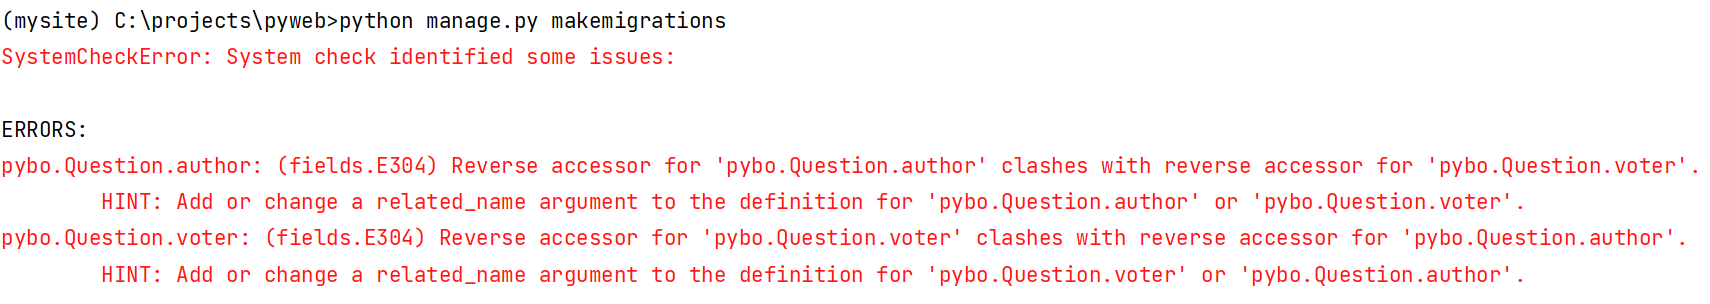 (mysite) C:\projects\pyweb>python manage.py makemigrations
SystemCheckError: System check identified some issues:
ERRORS:
pybo.Question.author: (fields.E304) Reverse accessor for 'pybo.Question.author' clashes with reverse accessor for 'pybo.Question.voter'.
HINT: Add or change a related_name argument to the definition for 'pybo.Question.author' or 'pybo.Question.voter'.
pybo.Question.voter: (fields.E304) Reverse accessor for 'pybo.Question.voter' clashes with reverse accessor for 'pybo.Question.author'.
HINT: Add or change a related_name argument to the definition for 'pybo.Question.voter' or 'pybo.Question.author'.